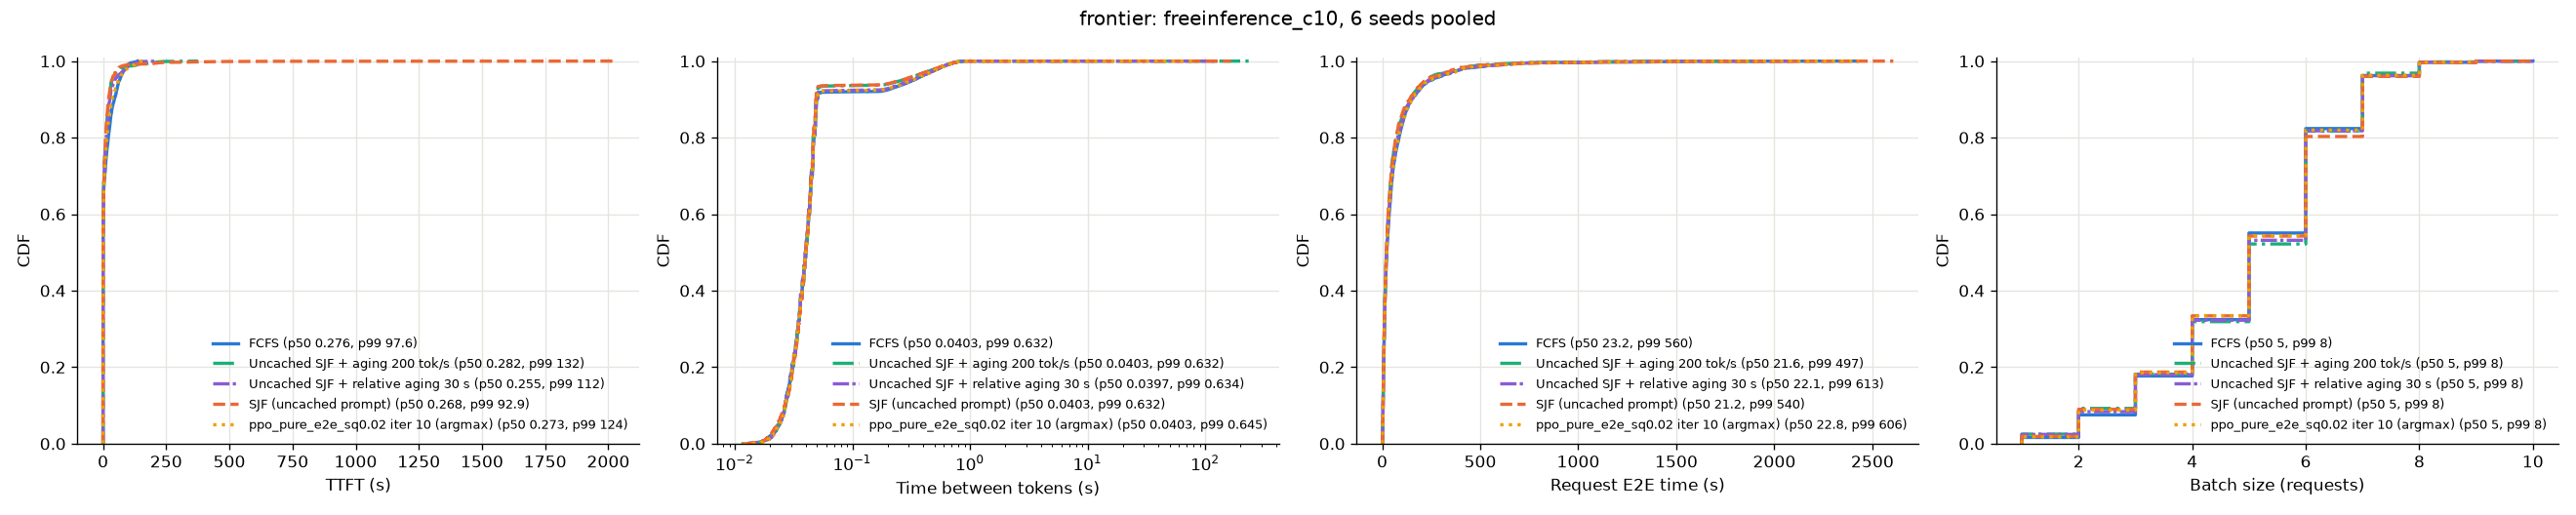 frontier: freeinference_c10, 6 seeds pooled
CDF
1.0
0.8
0.6
0.4
0.2
0.0
FCFS (p50 0.276, p99 97.6)
Uncached SJF + aging 200 tok/s (p50 0.282, p99 132)
Uncached SJF + relative aging 30 s (p50 0.255, p99 112)
SJF (uncached prompt) (p50 0.268, p99 92.9)
ppo_pure_e2e_sq0.02 iter 10 (argmax) (p50 0.273, p99 124)
0 250 500 750 1000 1250 1500 1750 2000
TTFT (s)
CDF
1.0
0.8
0.6
0.4
0.2
0.0
FCFS (p50 0.0403, p99 0.632)
Uncached SJF + aging 200 tok/s (p50 0.0403, p99 0.632)
Uncached SJF + relative aging 30 s (p50 0.0397, p99 0.634)
SJF (uncached prompt) (p50 0.0403, p99 0.632)
ppo_pure_e2e_sq0.02 iter 10 (argmax) (p50 0.0403, p99 0.645)
10⁻² 10⁻¹ 10⁰ 10¹ 10²
Time between tokens (s)
CDF
1.0
0.8
0.6
0.4
0.2
0.0
FCFS (p50 23.2, p99 560)
Uncached SJF + aging 200 tok/s (p50 21.6, p99 497)
Uncached SJF + relative aging 30 s (p50 22.1, p99 613)
SJF (uncached prompt) (p50 21.2, p99 540)
ppo_pure_e2e_sq0.02 iter 10 (argmax) (p50 22.8, p99 606)
0 500 1000 1500 2000 2500
Request E2E time (s)
CDF
1.0
0.8
0.6
0.4
0.2
0.0
FCFS (p50 5, p99 8)
Uncached SJF + aging 200 tok/s (p50 5, p99 8)
Uncached SJF + relative aging 30 s (p50 5, p99 8)
SJF (uncached prompt) (p50 5, p99 8)
ppo_pure_e2e_sq0.02 iter 10 (argmax) (p50 5, p99 8)
2 4 6 8 10
Batch size (requests)